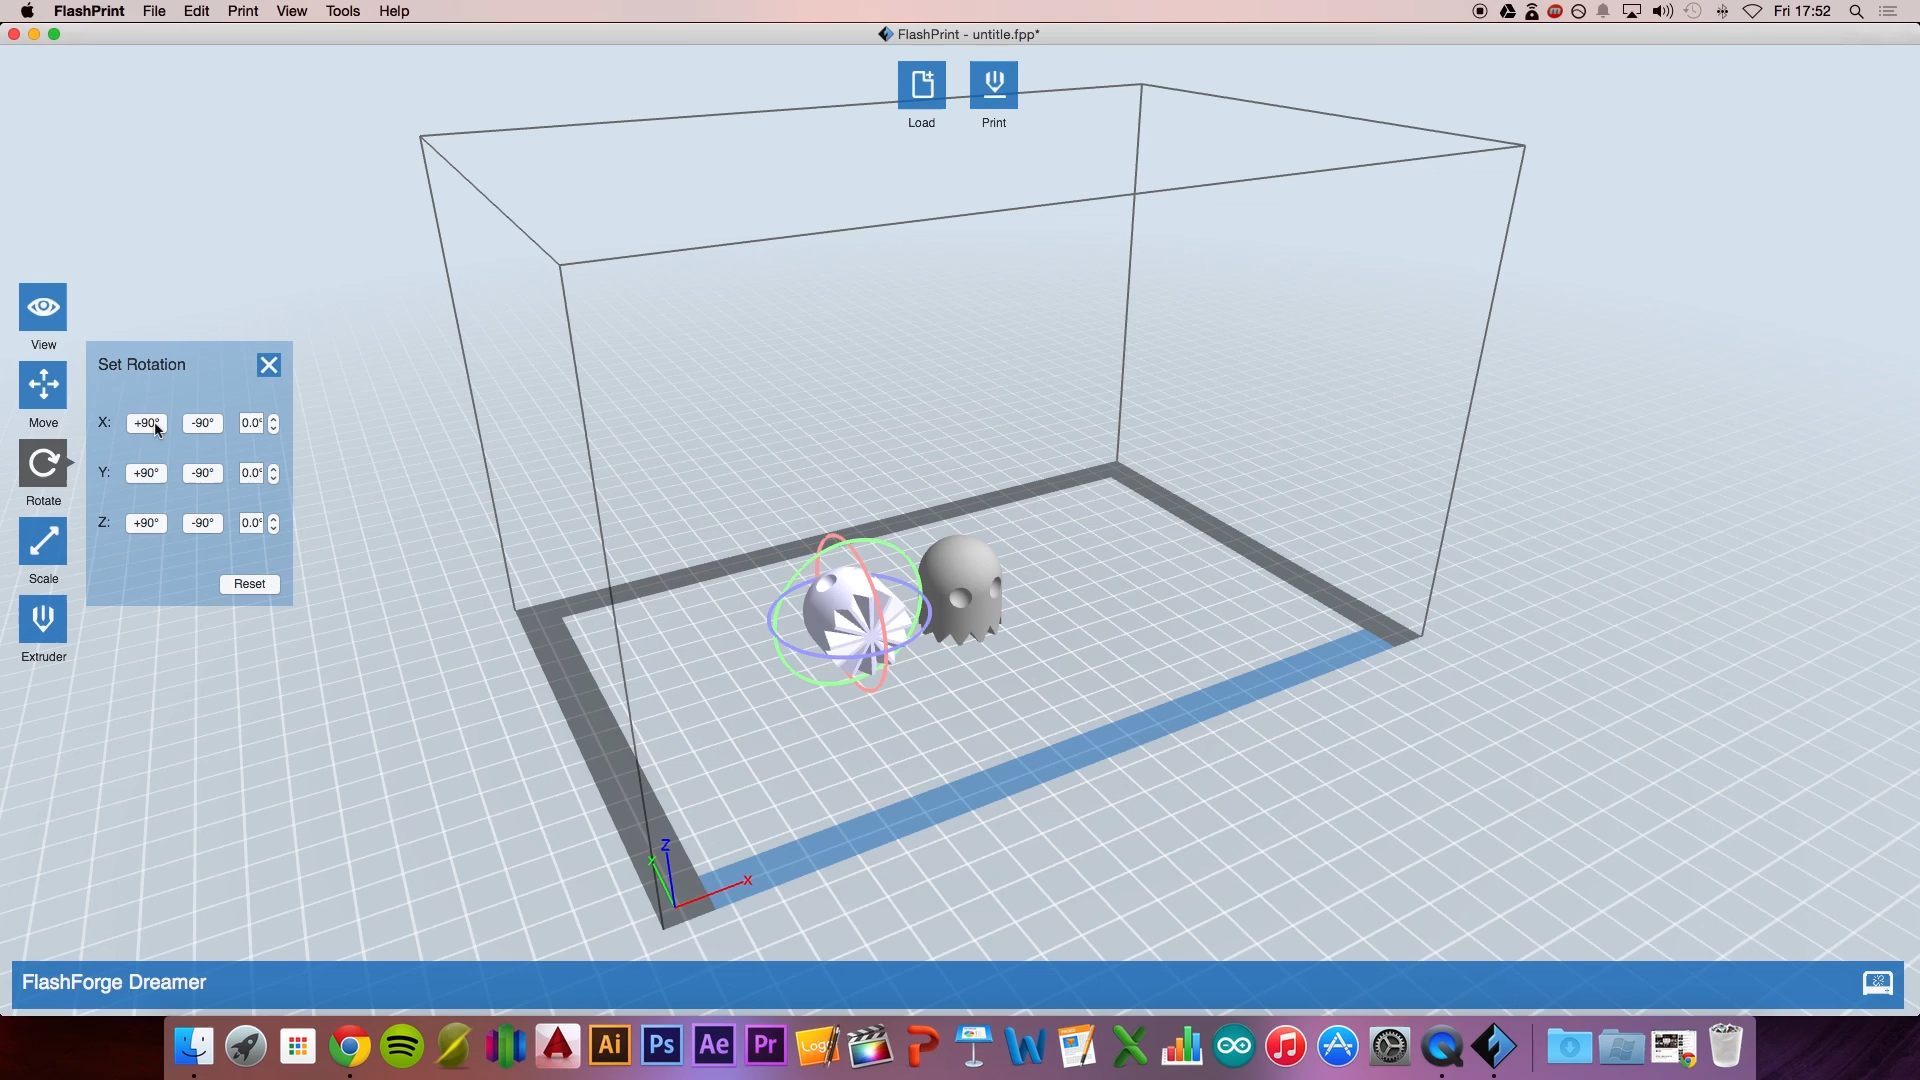 FlashPrint File Edit Print View Tools Help Fri 17:52
FlashPrint - untitle.fpp*
Load Print
View
Set Rotation
Move
X: +90° -90° 0.0°
Y: +90° -90° 0.0°
Rotate
Z: +90° -90° 0.0°
Scale
Reset
Extruder
Z
Y
X
FlashForge Dreamer
Ai Ps Ae Pr